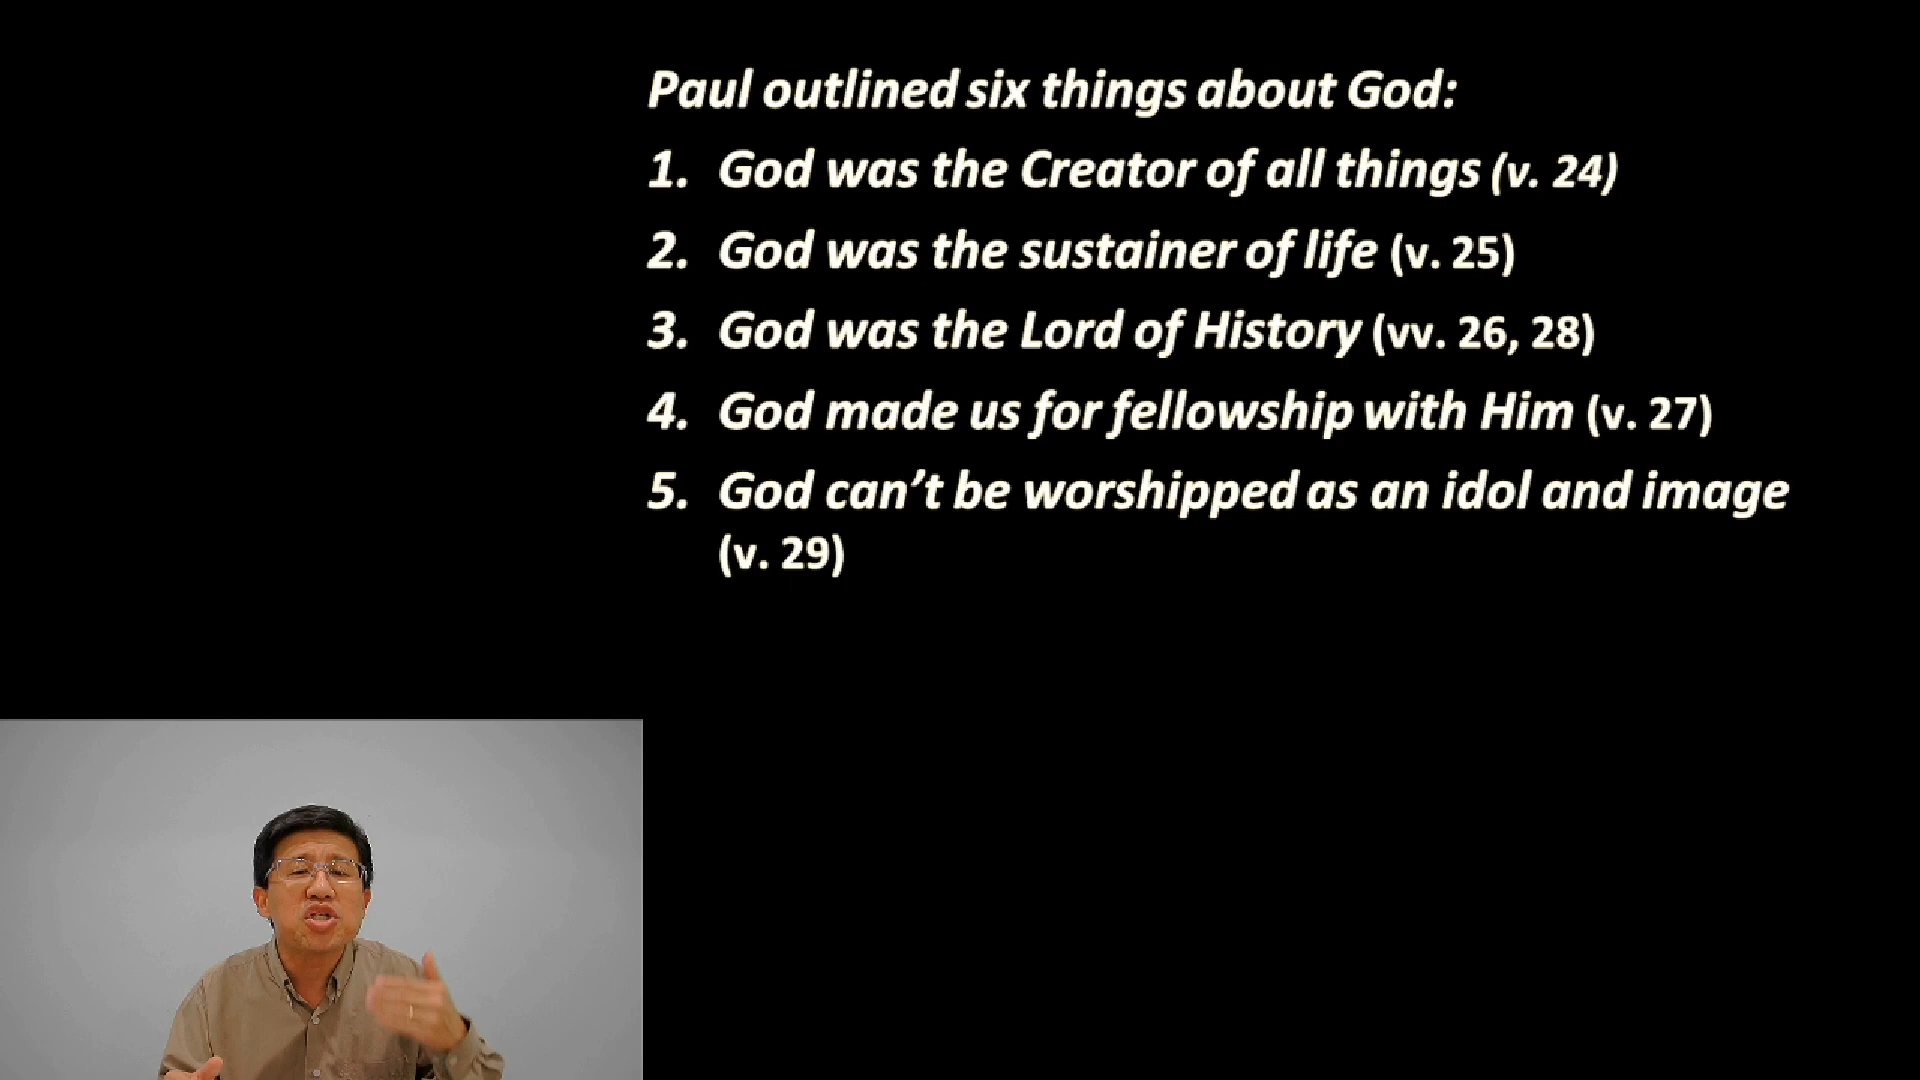 Paul outlined six things about God:
1. God was the Creator of all things (v. 24)
2. God was the sustainer of life (v. 25)
3. God was the Lord of History (vv. 26, 28)
4. God made us for fellowship with Him (v. 27)
5. God can’t be worshipped as an idol and image
(v. 29)